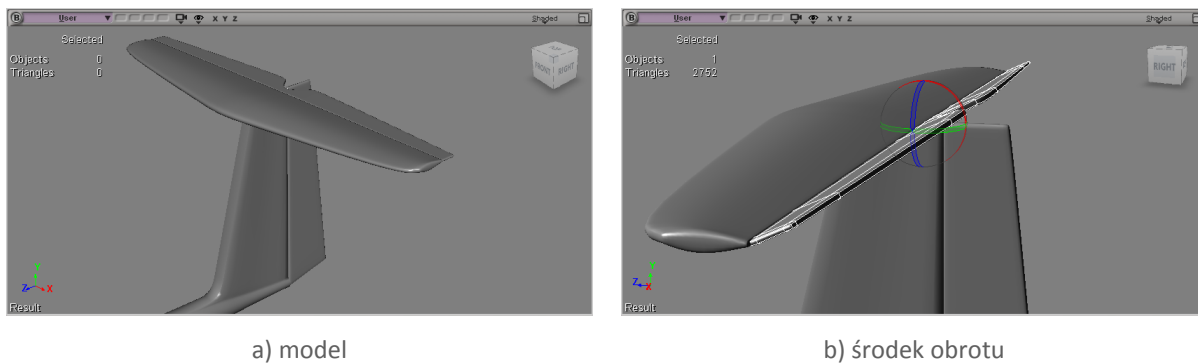 B User X Y Z Shaded
Selected
Objects 0
Triangles 0
FRONT RIGHT
Y
Z X
Result
a) model
B User X Y Z Shaded
Selected
Objects 1
Triangles 2752
RIGHT
Y
Z X
Result
b) środek obrotu